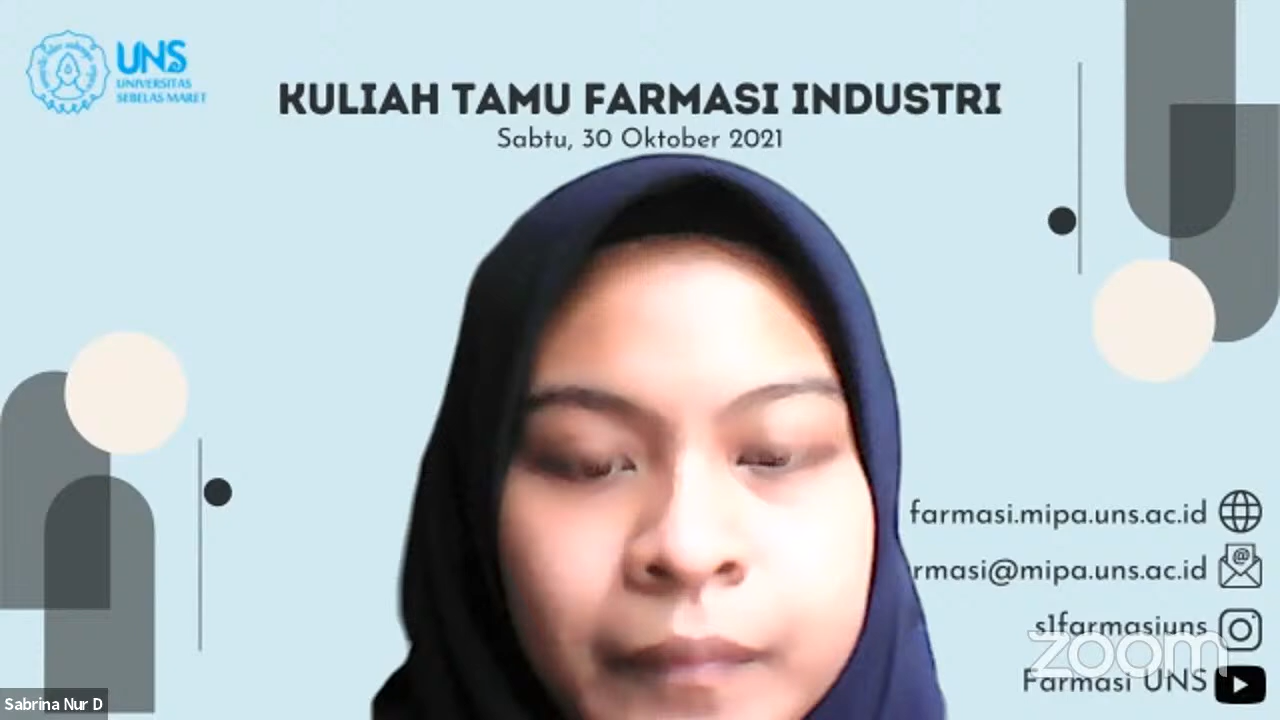 UNS
UNIVERSITAS
SEBELAS MARET
KULIAH TAMU FARMASI INDUSTRI
Sabtu, 30 Oktober 2021
farmasi.mipa.uns.ac.id
rmasi@mipa.uns.ac.id
s1farmasiuns
zoom
Farmasi UNS
Sabrina Nur D